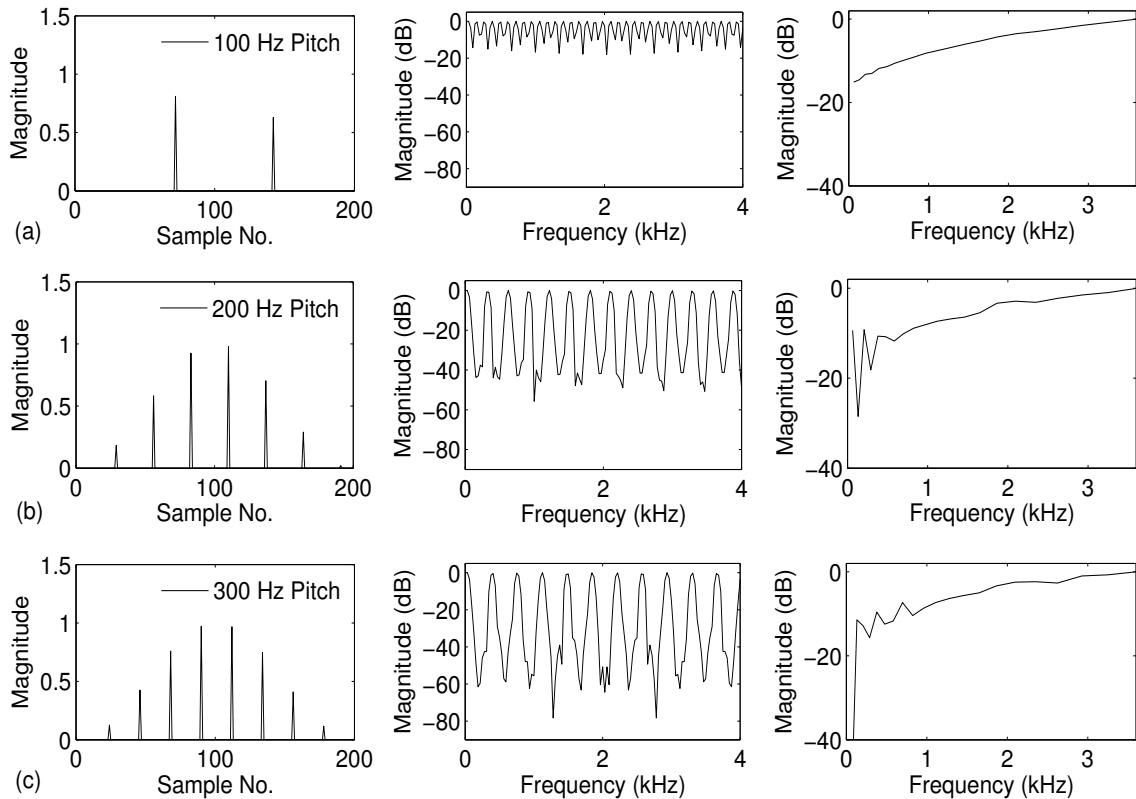 1.5
1
0.5
0
Magnitude
100 Hz Pitch
0 100 200
Sample No.
(a)
0
−20
−40
−60
−80
Magnitude (dB)
0 2 4
Frequency (kHz)
0
−20
−40
Magnitude (dB)
0 1 2 3
Frequency (kHz)
1.5
1
0.5
0
Magnitude
200 Hz Pitch
0 100 200
Sample No.
(b)
0
−20
−40
−60
−80
Magnitude (dB)
0 2 4
Frequency (kHz)
0
−20
−40
Magnitude (dB)
0 1 2 3
Frequency (kHz)
1.5
1
0.5
0
Magnitude
300 Hz Pitch
0 100 200
Sample No.
(c)
0
−20
−40
−60
−80
Magnitude (dB)
0 2 4
Frequency (kHz)
0
−20
−40
Magnitude (dB)
0 1 2 3
Frequency (kHz)